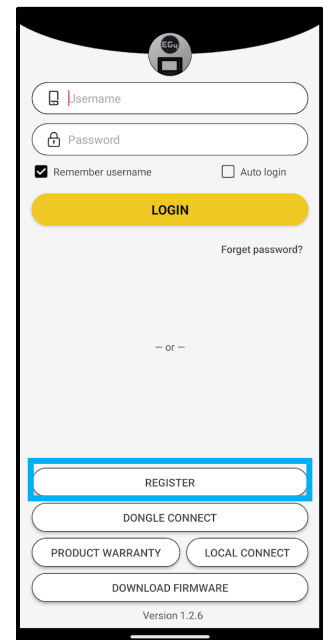 EG4
Username
Password
Remember username Auto login
LOGIN
Forget password?
— or —
REGISTER
DONGLE CONNECT
PRODUCT WARRANTY LOCAL CONNECT
DOWNLOAD FIRMWARE
Version 1.2.6